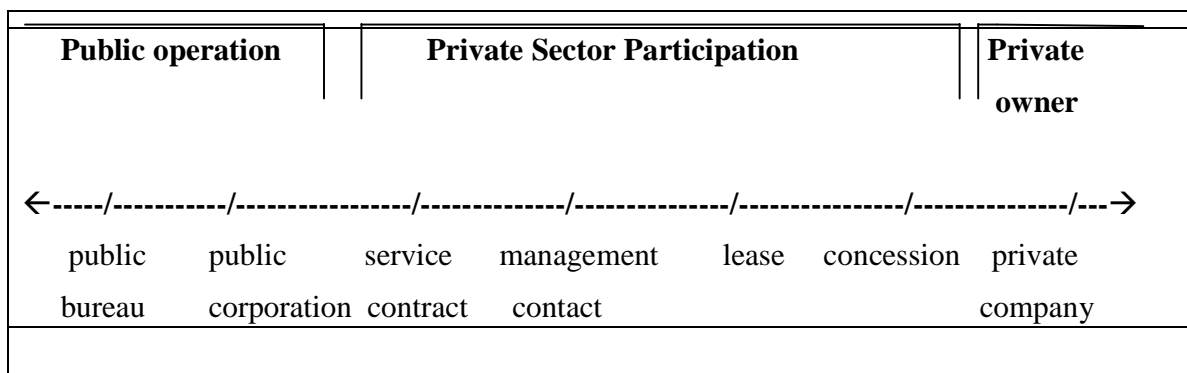 Public operation Private Sector Participation Private
owner
←-----/-----------/-----------------/--------------/---------------/----------------/---------------/---→
public public service management lease concession private
bureau corporation contract contact company